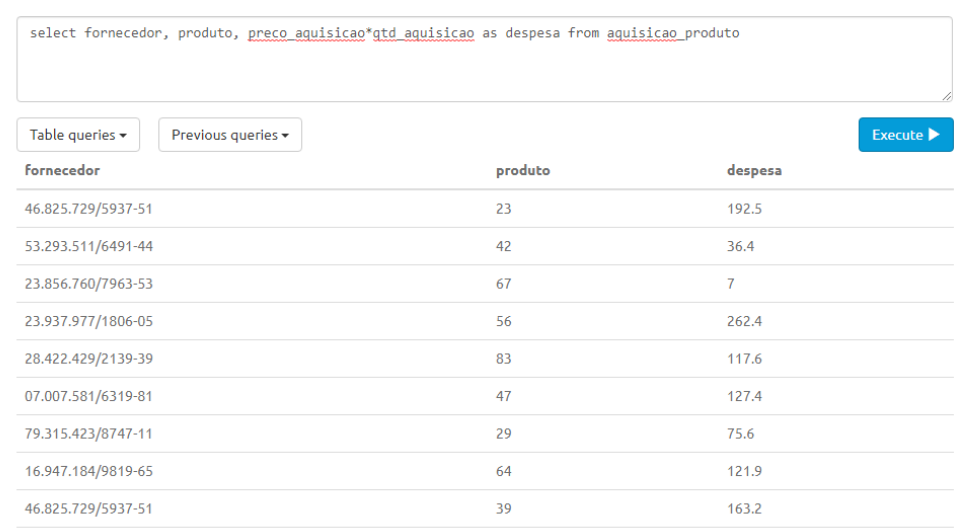 select fornecedor, produto, preco_aquisicao*qtd_aquisicao as despesa from aquisicao_produto
Table queries Previous queries Execute
fornecedor produto despesa
46.825.729/5937-51 23 192.5
53.293.511/6491-44 42 36.4
23.856.760/7963-53 67 7
23.937.977/1806-05 56 262.4
28.422.429/2139-39 83 117.6
07.007.581/6319-81 47 127.4
79.315.423/8747-11 29 75.6
16.947.184/9819-65 64 121.9
46.825.729/5937-51 39 163.2